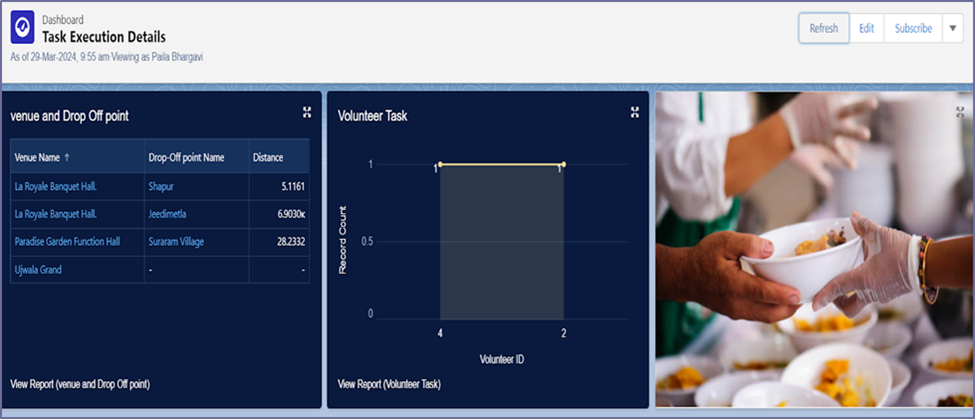 Dashboard
Task Execution Details
As of 29-Mar-2024, 9:55 am·Viewing as Paila Bhargavi
Refresh Edit Subscribe
venue and Drop Off point
Venue Name ↑ Drop-Off point Name Distance
La Royale Banquet Hall. Shapur 5.1161
La Royale Banquet Hall. Jeedimetla 6.9030ĸ
Paradise Garden Function Hall Suraram Village 28.2332
Ujwala Grand - -
View Report (venue and Drop Off point)
Volunteer Task
Record Count
1
0.5
0
1 1
4 2
Volunteer ID
View Report (Volunteer Task)